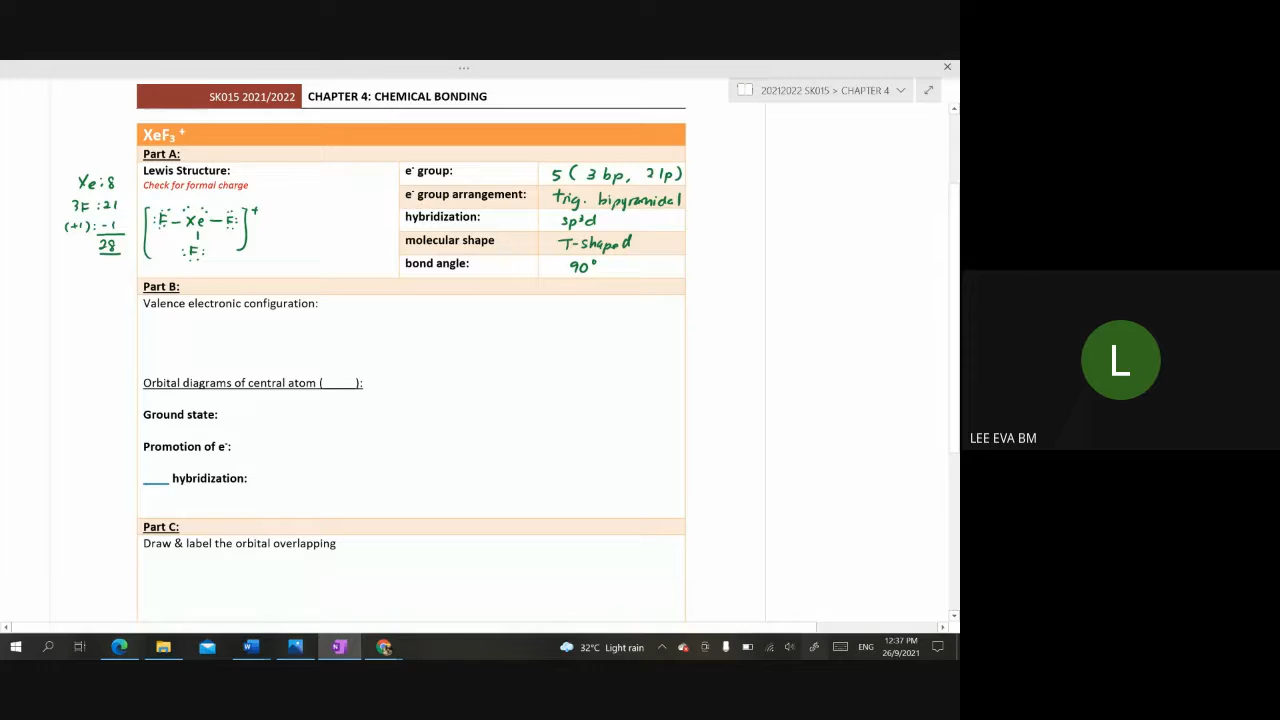 SK015 2021/2022 CHAPTER 4: CHEMICAL BONDING
20212022 SK015 > CHAPTER 4
XeF3 +
Part A:
Lewis Structure:
Check for formal charge
Xe: 8
3F: 21
(+1): -1
28
[F - Xe - F]+
F
e- group: 5 ( 3 bp, 2 lp)
e- group arrangement: trig. bipyramidal
hybridization: sp3d
molecular shape T-shaped
bond angle: 90°
Part B:
Valence electronic configuration:
Orbital diagrams of central atom (_____):
Ground state:
Promotion of e-:
____ hybridization:
Part C:
Draw & label the orbital overlapping
L
LEE EVA BM
32°C Light rain
ENG
12:37 PM
26/9/2021